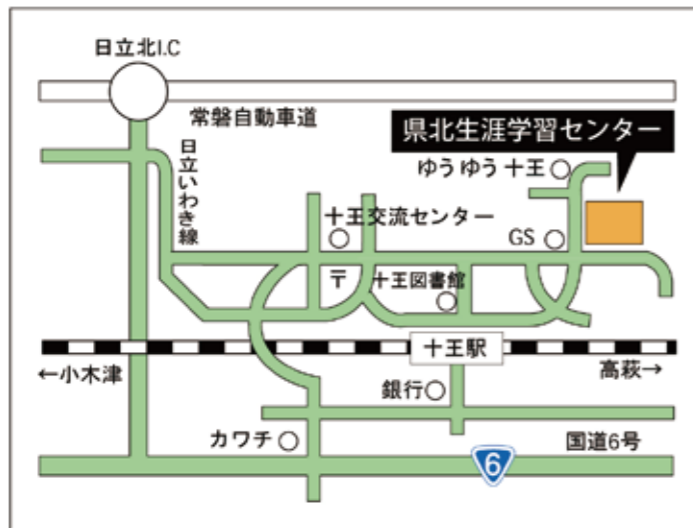 日立北I.C
常磐自動車道
県北生涯学習センター
日立いわき線
ゆうゆう十王
十王交流センター
GS
〒
十王図書館
十王駅
←小木津
高萩→
銀行
カワチ
国道6号
6